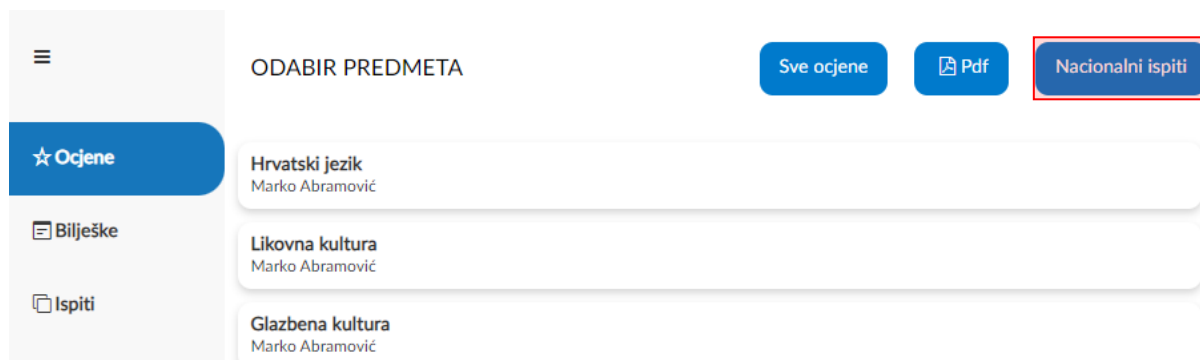 ODABIR PREDMETA
Sve ocjene
Pdf
Nacionalni ispiti
Ocjene
Bilješke
Ispiti
Hrvatski jezik
Marko Abramović
Likovna kultura
Marko Abramović
Glazbena kultura
Marko Abramović